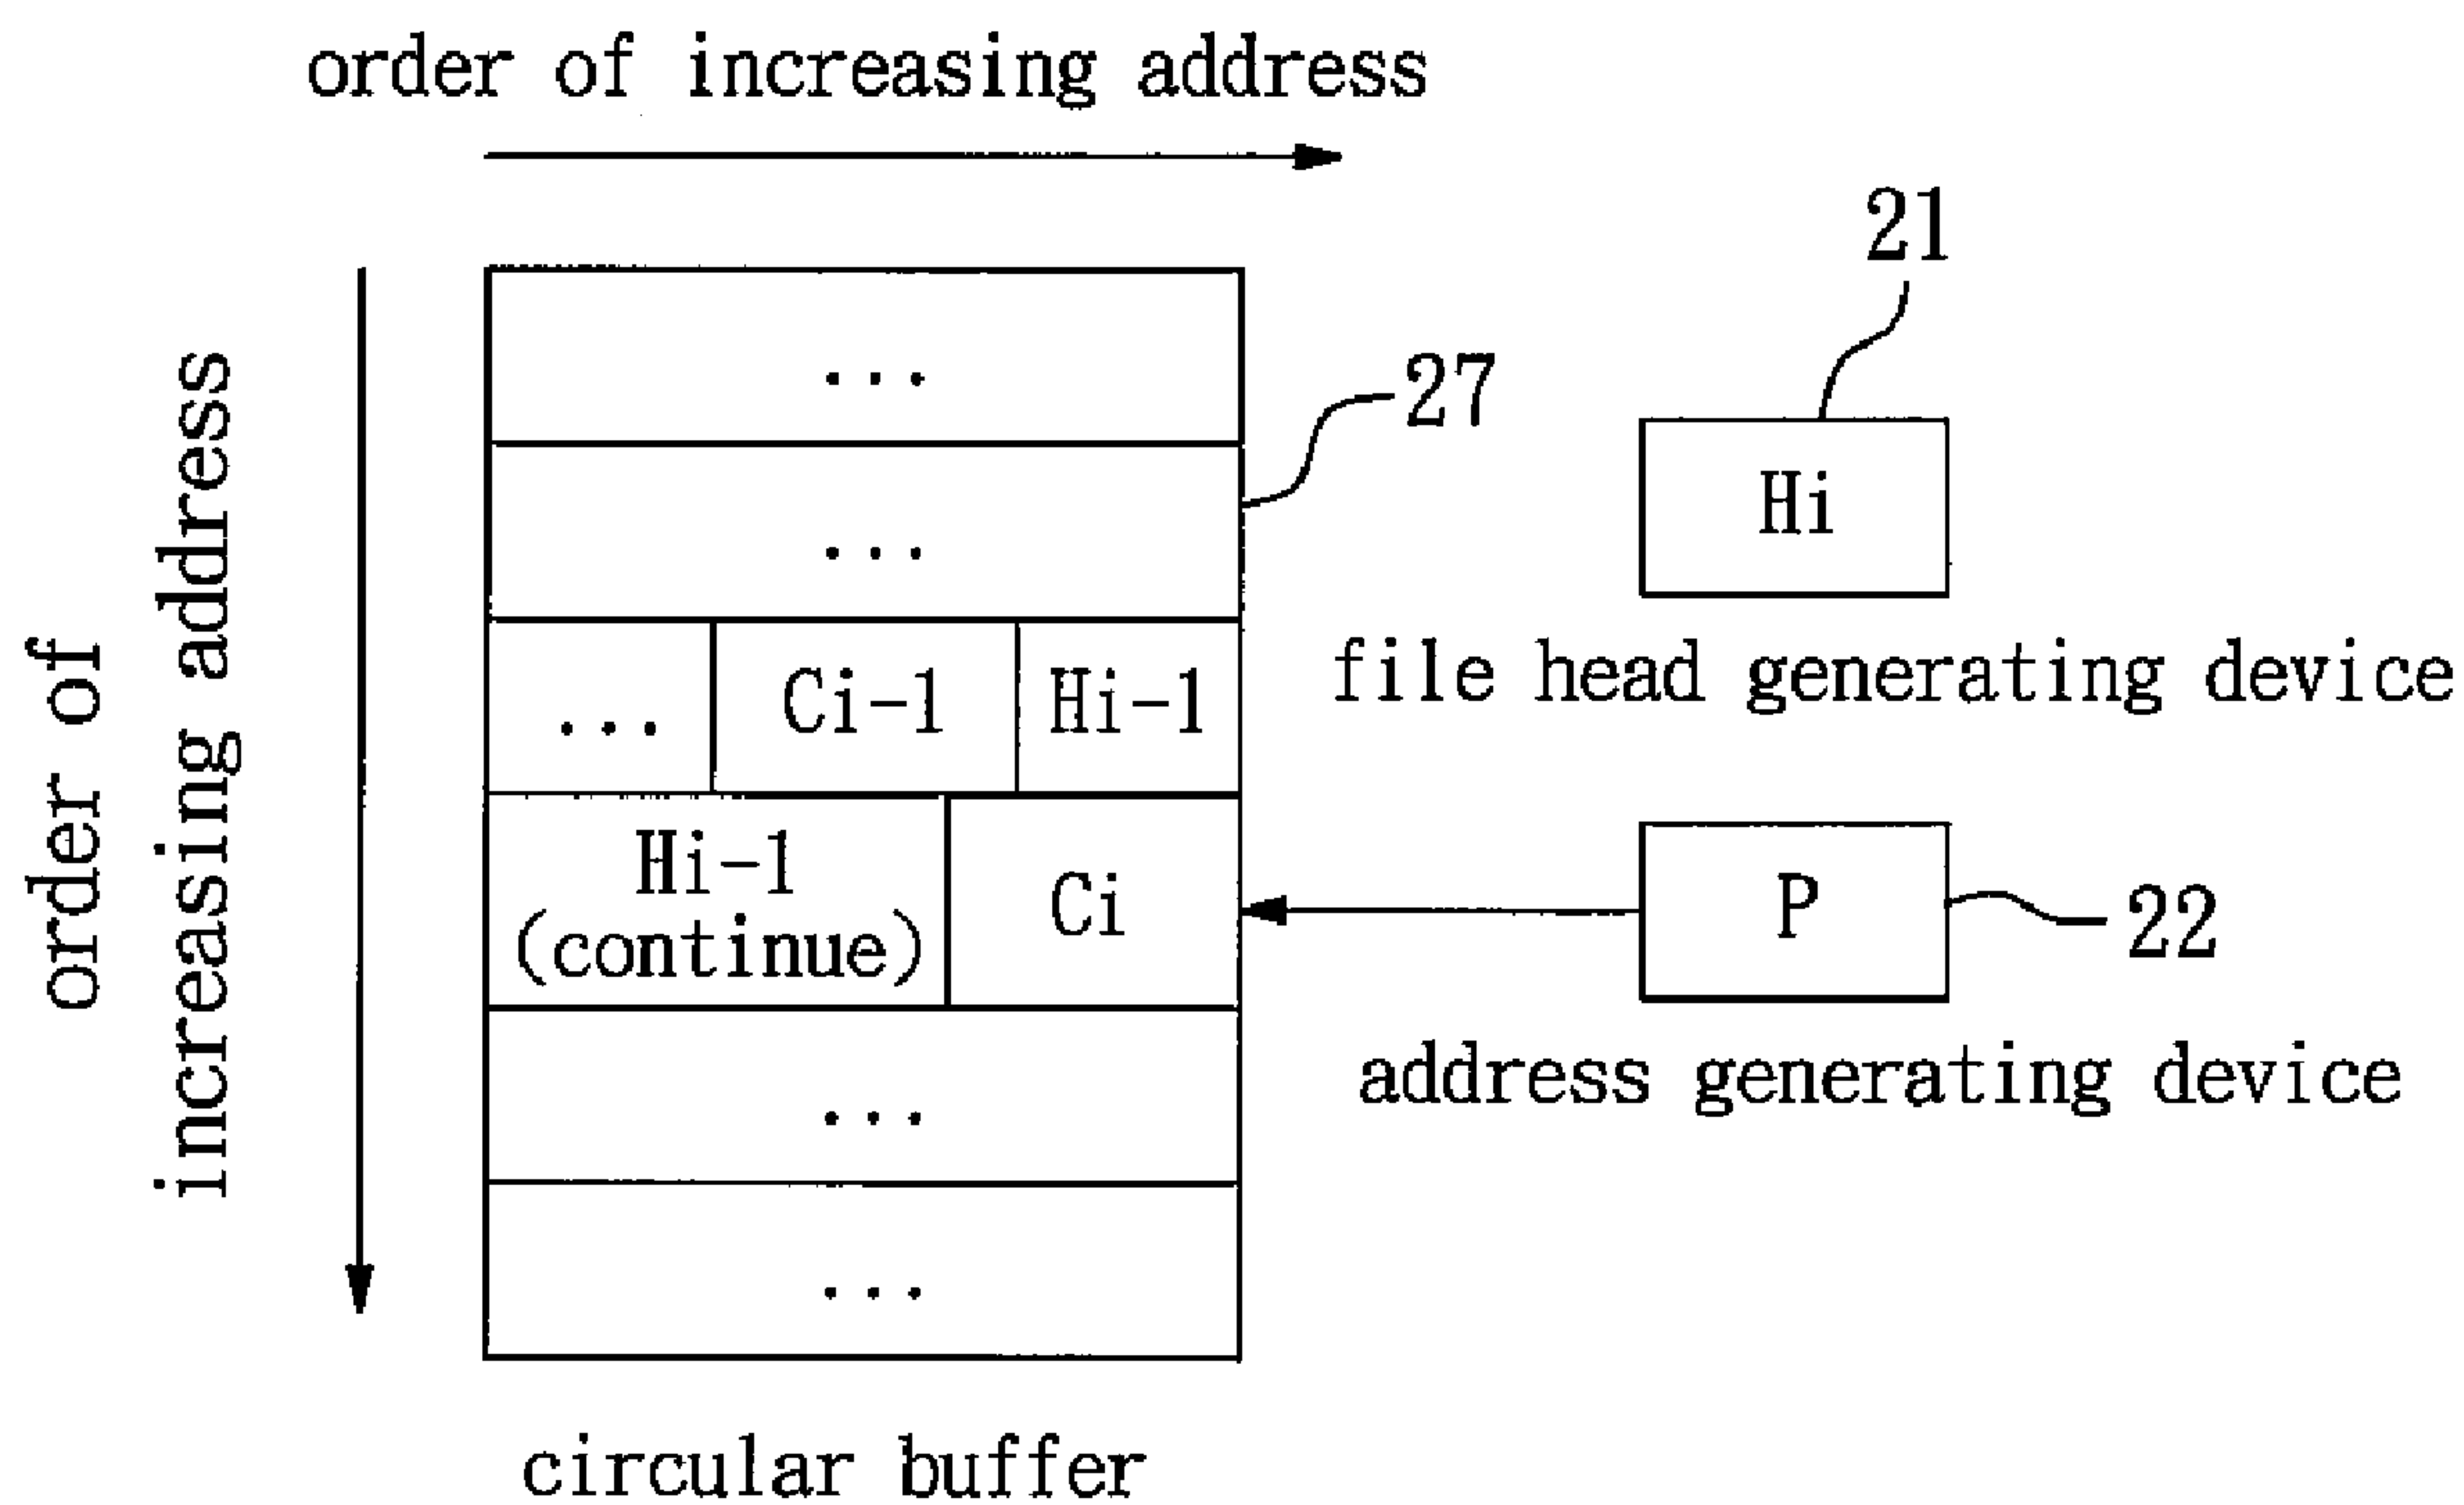 order of increasing address
order of
increasing address
21
27
...
...
Hi
... Ci-1 Hi-1
file head generating device
Hi-1
(continue)
Ci
P
22
address generating device
...
...
circular buffer